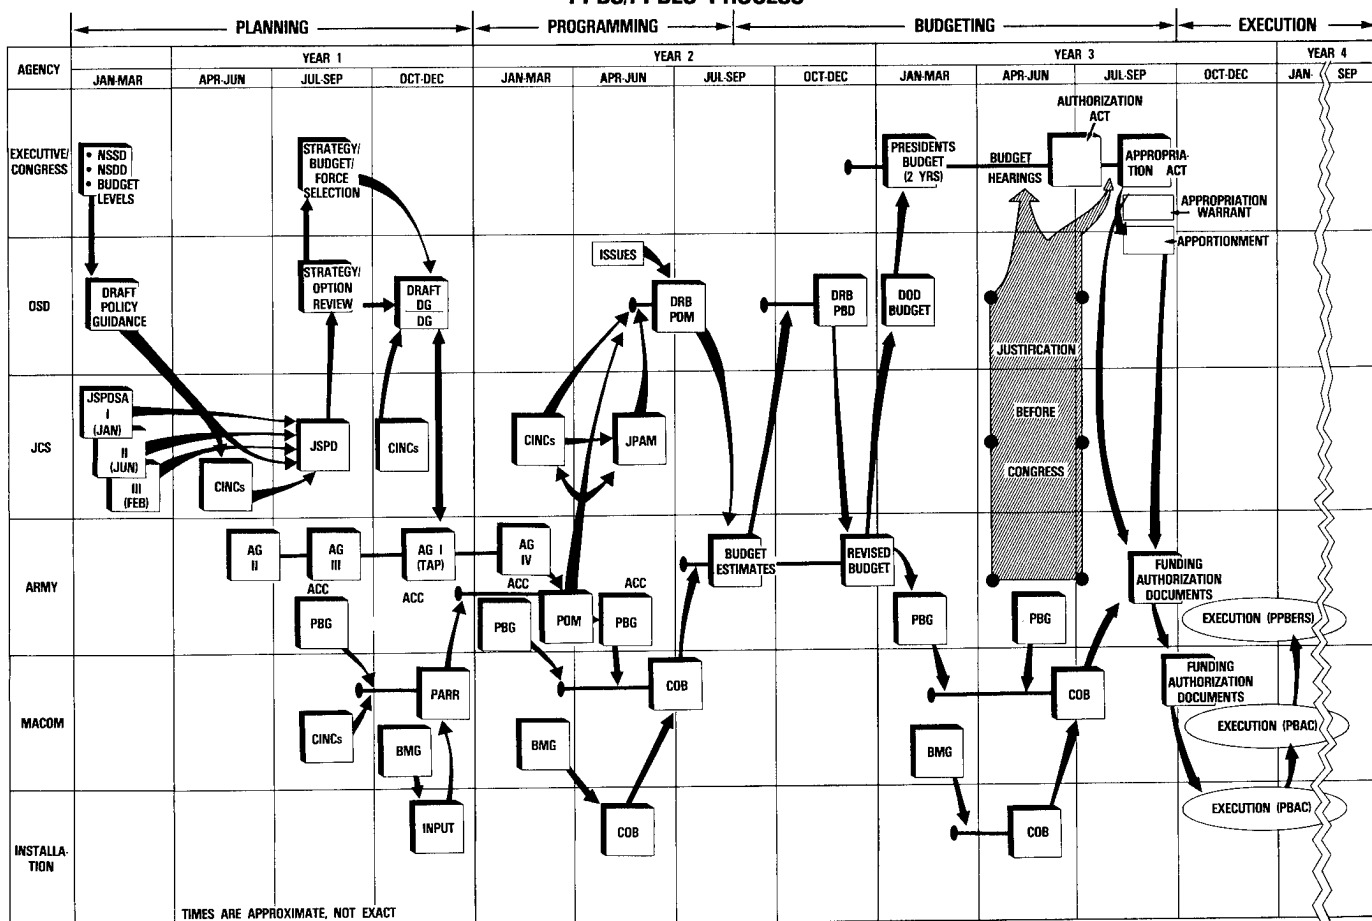 PLANNING
PROGRAMMING
BUDGETING
EXECUTION
AGENCY
YEAR 1
YEAR 2
YEAR 3
YEAR 4
JAN-MAR
APR-JUN
JUL-SEP
OCT-DEC
JAN-MAR
APR-JUN
JUL-SEP
OCT-DEC
JAN-MAR
APR-JUN
JUL-SEP
OCT-DEC
JAN-
SEP
EXECUTIVE/
CONGRESS
• NSSD
• NSDD
• BUDGET
LEVELS
STRATEGY/
BUDGET/
FORCE
SELECTION
PRESIDENTS
BUDGET
(2 YRS)
BUDGET
HEARINGS
AUTHORIZATION
ACT
APPROPRIA-
TION ACT
APPROPRIATION
WARRANT
APPORTIONMENT
OSD
DRAFT
POLICY
GUIDANCE
STRATEGY/
OPTION
REVIEW
DRAFT
DG
DG
ISSUES
DRB
PDM
DRB
PBD
DOD
BUDGET
JUSTIFICATION
BEFORE
CONGRESS
JCS
JSPDSA
I
(JAN)
II
(JUN)
III
(FEB)
CINCs
JSPD
CINCs
CINCs
JPAM
ARMY
AG
II
AG
III
AG I
(TAP)
AG
IV
BUDGET
ESTIMATES
REVISED
BUDGET
FUNDING
AUTHORIZATION
DOCUMENTS
ACC
ACC
ACC
ACC
PBG
PBG
POM
PBG
PBG
PBG
EXECUTION (PPBERS)
MACOM
CINCs
PARR
BMG
BMG
COB
BMG
COB
FUNDING
AUTHORIZATION
DOCUMENTS
EXECUTION (PBAC)
INSTALLA-
TION
INPUT
COB
COB
EXECUTION (PBAC)
TIMES ARE APPROXIMATE, NOT EXACT